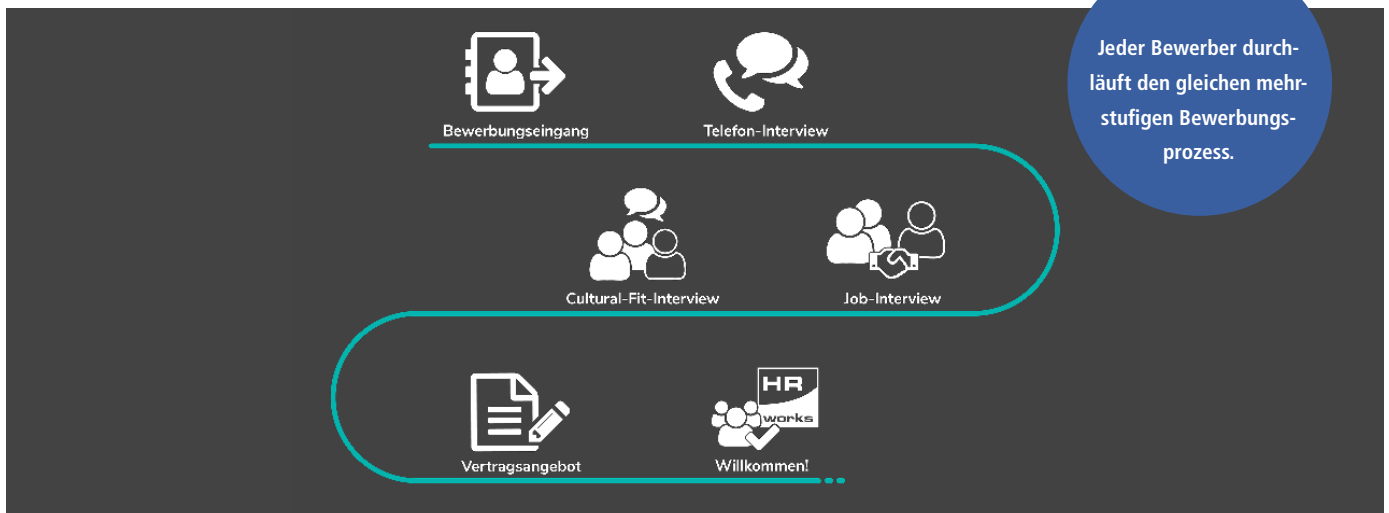 Jeder Bewerber durch-
läuft den gleichen mehr-
stufigen Bewerbungs-
prozess.
Bewerbungseingang
Telefon-Interview
Job-Interview
Cultural-Fit-Interview
Vertragsangebot
HR
works
Willkommen!